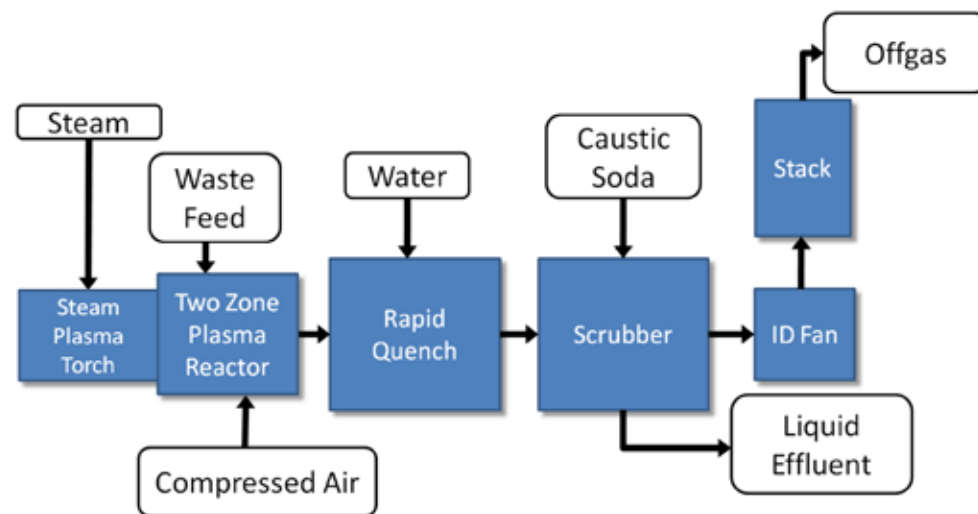 Offgas
Steam
Waste
Feed
Water
Caustic
Soda
Stack
Steam
Plasma
Torch
Two Zone
Plasma
Reactor
Rapid
Quench
Scrubber
ID Fan
Compressed Air
Liquid
Effluent